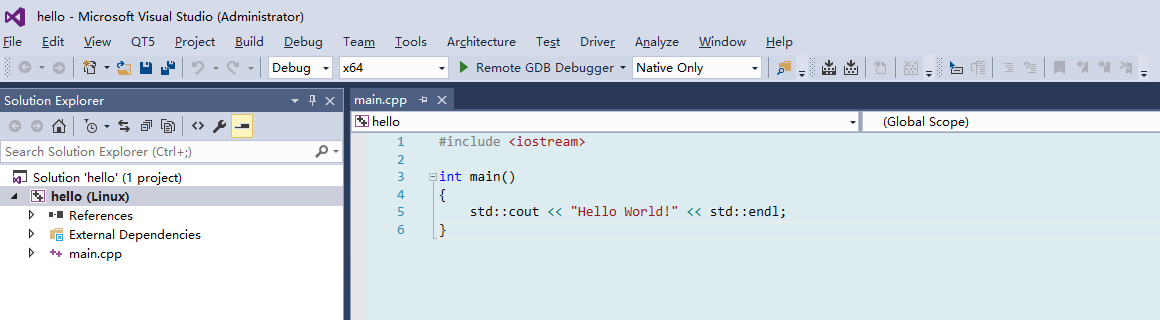 hello - Microsoft Visual Studio (Administrator)
File Edit View QT5 Project Build Debug Team Tools Architecture Test Driver Analyze Window Help
Debug x64 Remote GDB Debugger Native Only
Solution Explorer
Search Solution Explorer (Ctrl+;)
Solution 'hello' (1 project)
hello (Linux)
References
External Dependencies
main.cpp
main.cpp
hello (Global Scope)
1 #include <iostream>
2
3 int main()
4 {
5 std::cout << "Hello World!" << std::endl;
6 }